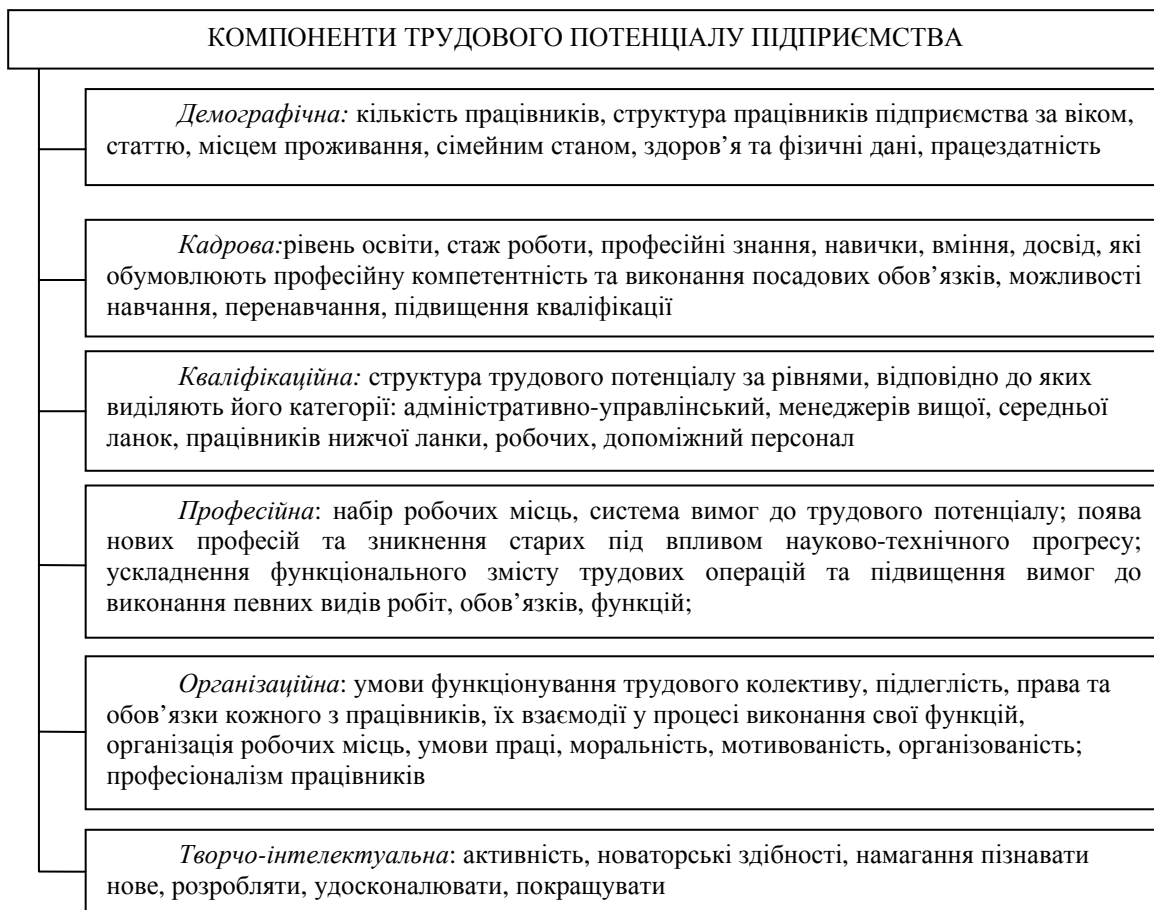 КОМПОНЕНТИ ТРУДОВОГО ПОТЕНЦІАЛУ ПІДПРИЄМСТВА
Демографічна: кількість працівників, структура працівників підприємства за віком,
статтю, місцем проживання, сімейним станом, здоров’я та фізичні дані, працездатність
Кадрова:рівень освіти, стаж роботи, професійні знання, навички, вміння, досвід, які
обумовлюють професійну компетентність та виконання посадових обов’язків, можливості
навчання, перенавчання, підвищення кваліфікації
Кваліфікаційна: структура трудового потенціалу за рівнями, відповідно до яких
виділяють його категорії: адміністративно-управлінський, менеджерів вищої, середньої
ланок, працівників нижчої ланки, робочих, допоміжний персонал
Професійна: набір робочих місць, система вимог до трудового потенціалу; поява
нових професій та зникнення старих під впливом науково-технічного прогресу;
ускладнення функціонального змісту трудових операцій та підвищення вимог до
виконання певних видів робіт, обов’язків, функцій;
Організаційна: умови функціонування трудового колективу, підлеглість, права та
обов’язки кожного з працівників, їх взаємодії у процесі виконання свої функцій,
організація робочих місць, умови праці, моральність, мотивованість, організованість;
професіоналізм працівників
Творчо-інтелектуальна: активність, новаторські здібності, намагання пізнавати
нове, розробляти, удосконалювати, покращувати